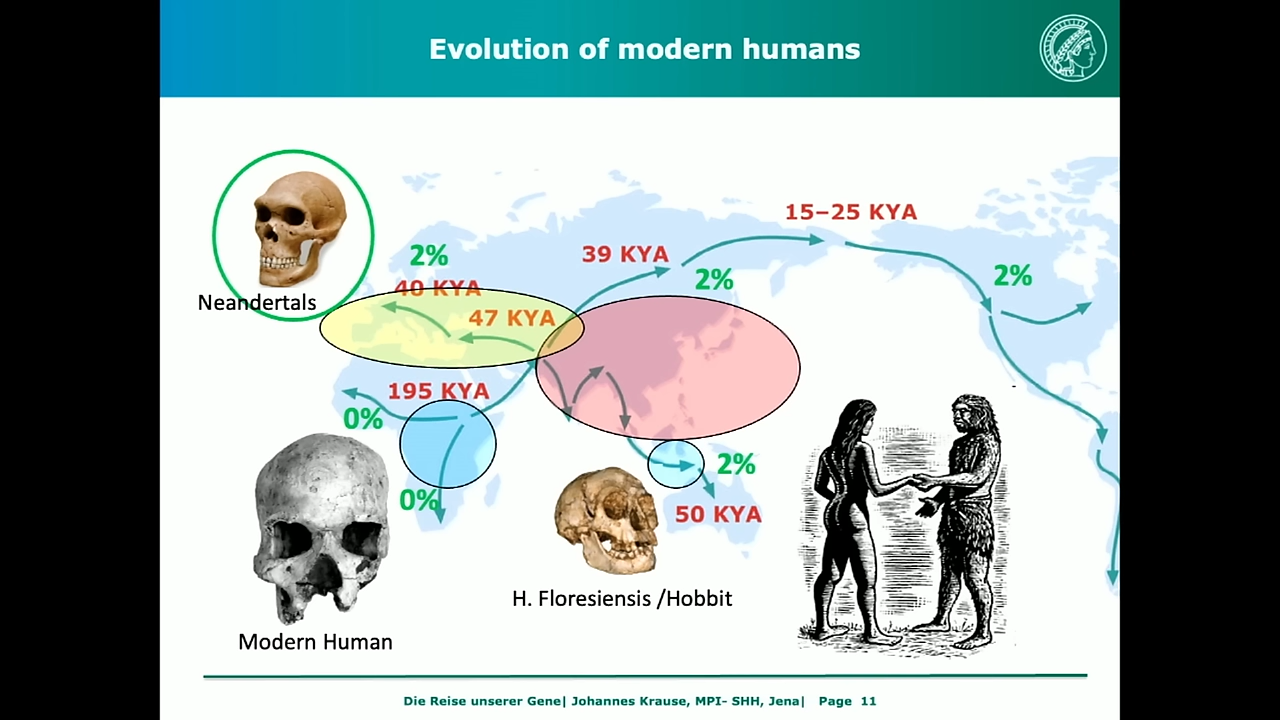 Evolution of modern humans
15–25 KYA
39 KYA
2%
2%
2%
40 KYA
Neandertals
47 KYA
195 KYA
0%
2%
0%
50 KYA
H. Floresiensis /Hobbit
Modern Human
Die Reise unserer Gene| Johannes Krause, MPI- SHH, Jena| Page 11